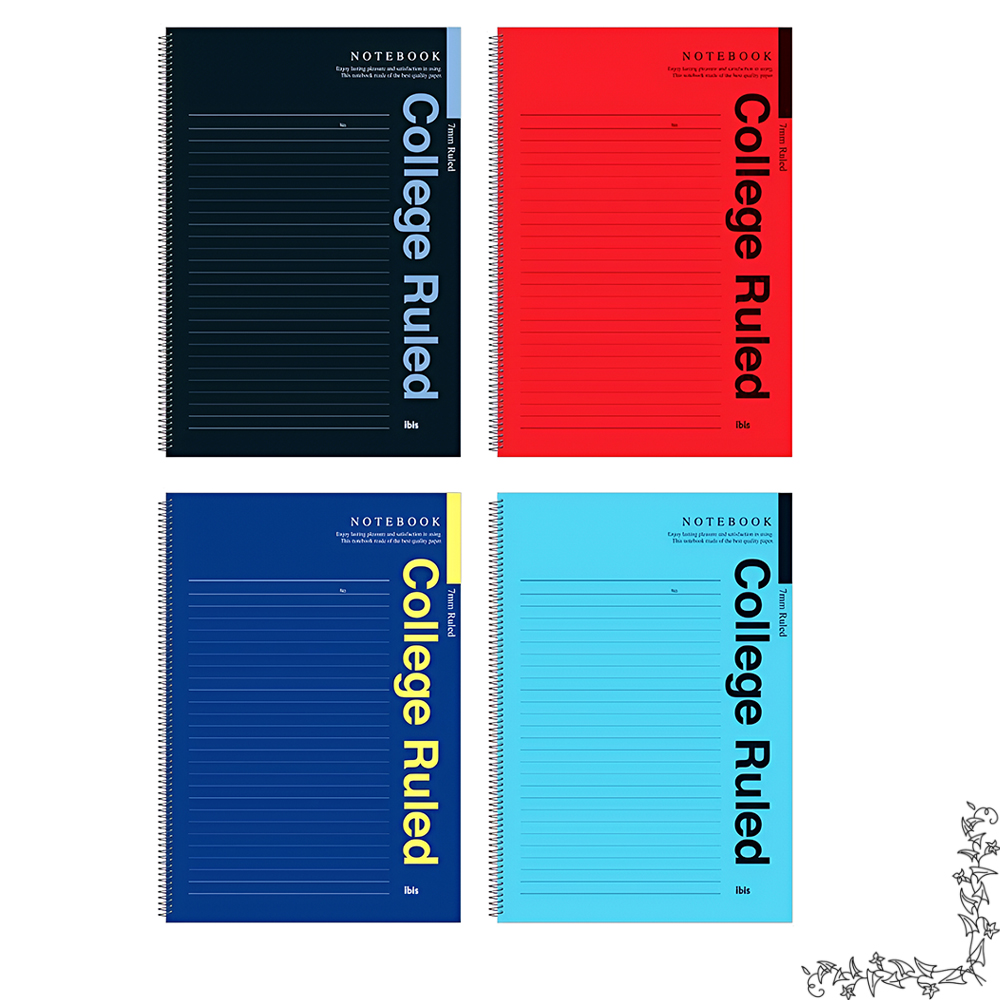 NOTEBOOK
Enjoy lasting pleasure and satisfaction in using.
This notebook made of the best quality paper.
No.
7mm Ruled
College Ruled
ibis
NOTEBOOK
Enjoy lasting pleasure and satisfaction in using.
This notebook made of the best quality paper.
No.
7mm Ruled
College Ruled
ibis
NOTEBOOK
Enjoy lasting pleasure and satisfaction in using.
This notebook made of the best quality paper.
No.
7mm Ruled
College Ruled
ibis
NOTEBOOK
Enjoy lasting pleasure and satisfaction in using.
This notebook made of the best quality paper.
No.
7mm Ruled
College Ruled
ibis